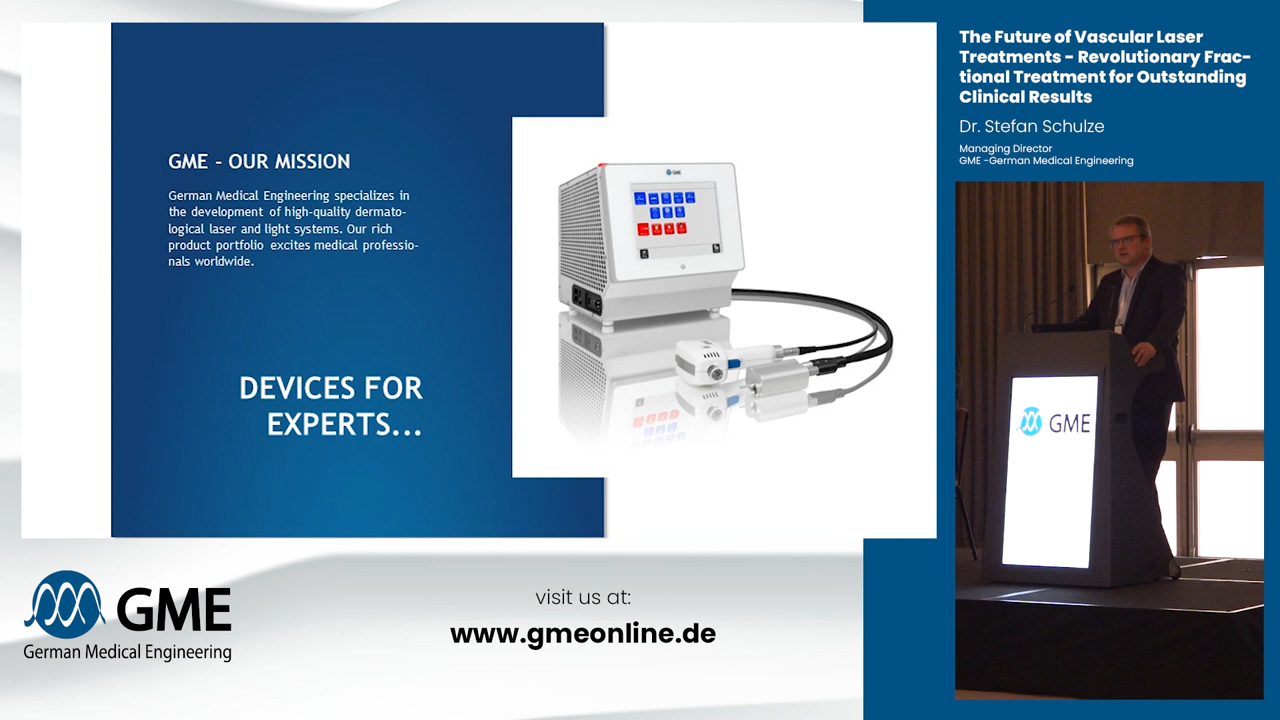 GME - OUR MISSION
German Medical Engineering specializes in
the development of high-quality dermato-
logical laser and light systems. Our rich
product portfolio excites medical professio-
nals worldwide.
DEVICES FOR
EXPERTS...
GME
The Future of Vascular Laser
Treatments - Revolutionary Frac-
tional Treatment for Outstanding
Clinical Results
Dr. Stefan Schulze
Managing Director
GME -German Medical Engineering
GME
GME
German Medical Engineering
visit us at:
www.gmeonline.de